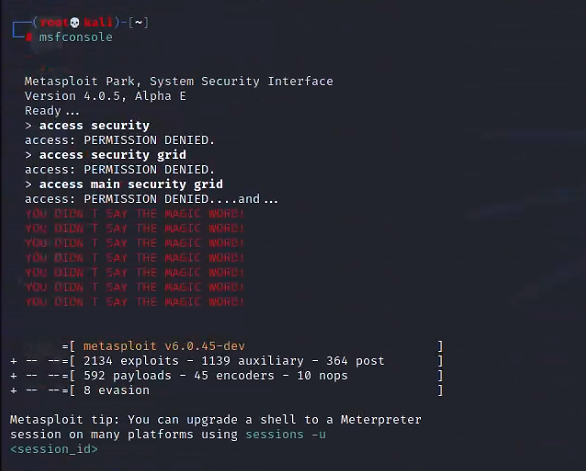 ┌──(root💀kali)-[~]
└─# msfconsole
Metasploit Park, System Security Interface
Version 4.0.5, Alpha E
Ready...
> access security
access: PERMISSION DENIED.
> access security grid
access: PERMISSION DENIED.
> access main security grid
access: PERMISSION DENIED....and...
YOU DIDN'T SAY THE MAGIC WORD!
YOU DIDN'T SAY THE MAGIC WORD!
YOU DIDN'T SAY THE MAGIC WORD!
YOU DIDN'T SAY THE MAGIC WORD!
YOU DIDN'T SAY THE MAGIC WORD!
YOU DIDN'T SAY THE MAGIC WORD!
YOU DIDN'T SAY THE MAGIC WORD!
=[ metasploit v6.0.45-dev ]
+ -- --=[ 2134 exploits - 1139 auxiliary - 364 post ]
+ -- --=[ 592 payloads - 45 encoders - 10 nops ]
+ -- --=[ 8 evasion ]
Metasploit tip: You can upgrade a shell to a Meterpreter
session on many platforms using sessions -u
<session_id>